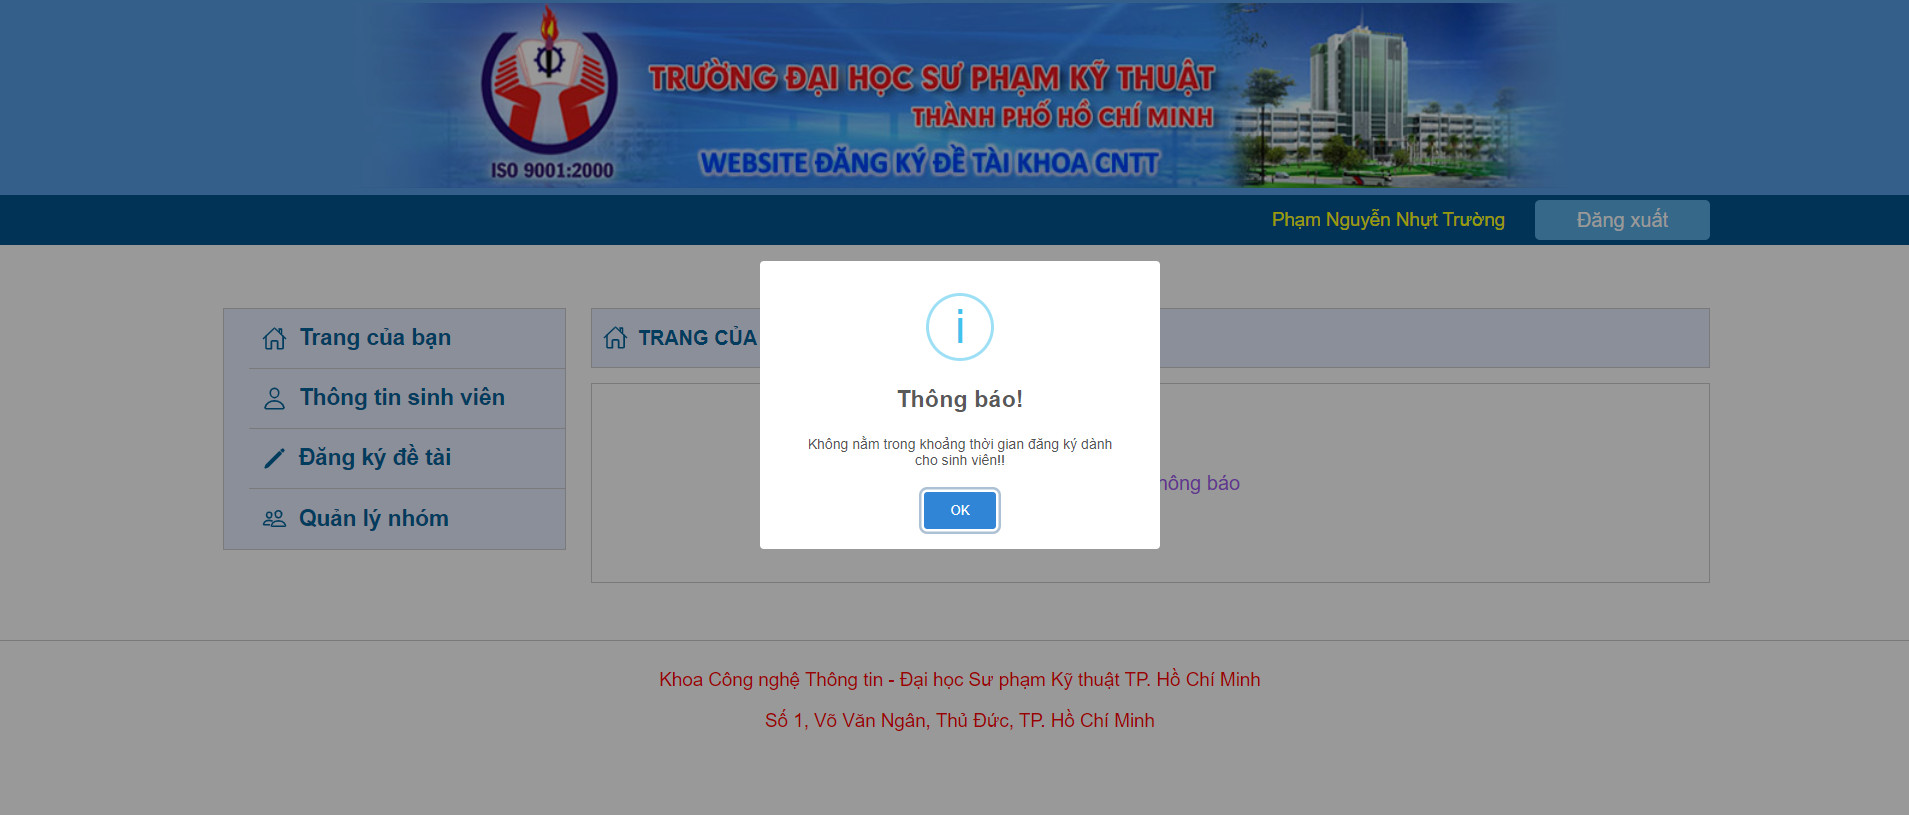 TRƯỜNG ĐẠI HỌC SƯ PHẠM KỸ THUẬT
THÀNH PHỐ HỒ CHÍ MINH
ISO 9001:2000
WEBSITE ĐĂNG KÝ ĐỀ TÀI KHOA CNTT
Phạm Nguyễn Nhựt Trường
Đăng xuất
Trang của bạn
Thông tin sinh viên
Đăng ký đề tài
Quản lý nhóm
TRANG CỦA
Thông báo!
Không nằm trong khoảng thời gian đăng ký dành
cho sinh viên!!
hông báo
OK
Khoa Công nghệ Thông tin - Đại học Sư phạm Kỹ thuật TP. Hồ Chí Minh
Số 1, Võ Văn Ngân, Thủ Đức, TP. Hồ Chí Minh